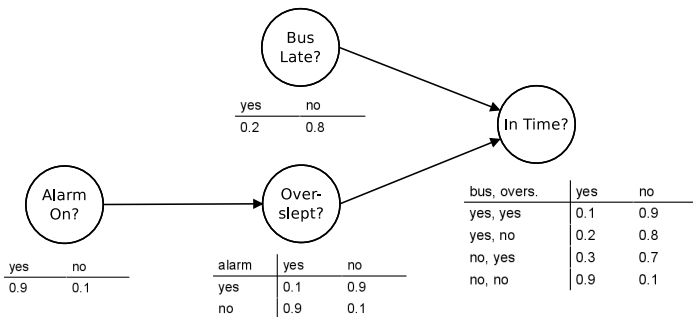 Bus
Late?
yes no
0.2 0.8
In Time?
Alarm
On?
yes no
0.9 0.1
Over-
slept?
alarm yes no
yes 0.1 0.9
no 0.9 0.1
bus, overs. yes no
yes, yes 0.1 0.9
yes, no 0.2 0.8
no, yes 0.3 0.7
no, no 0.9 0.1